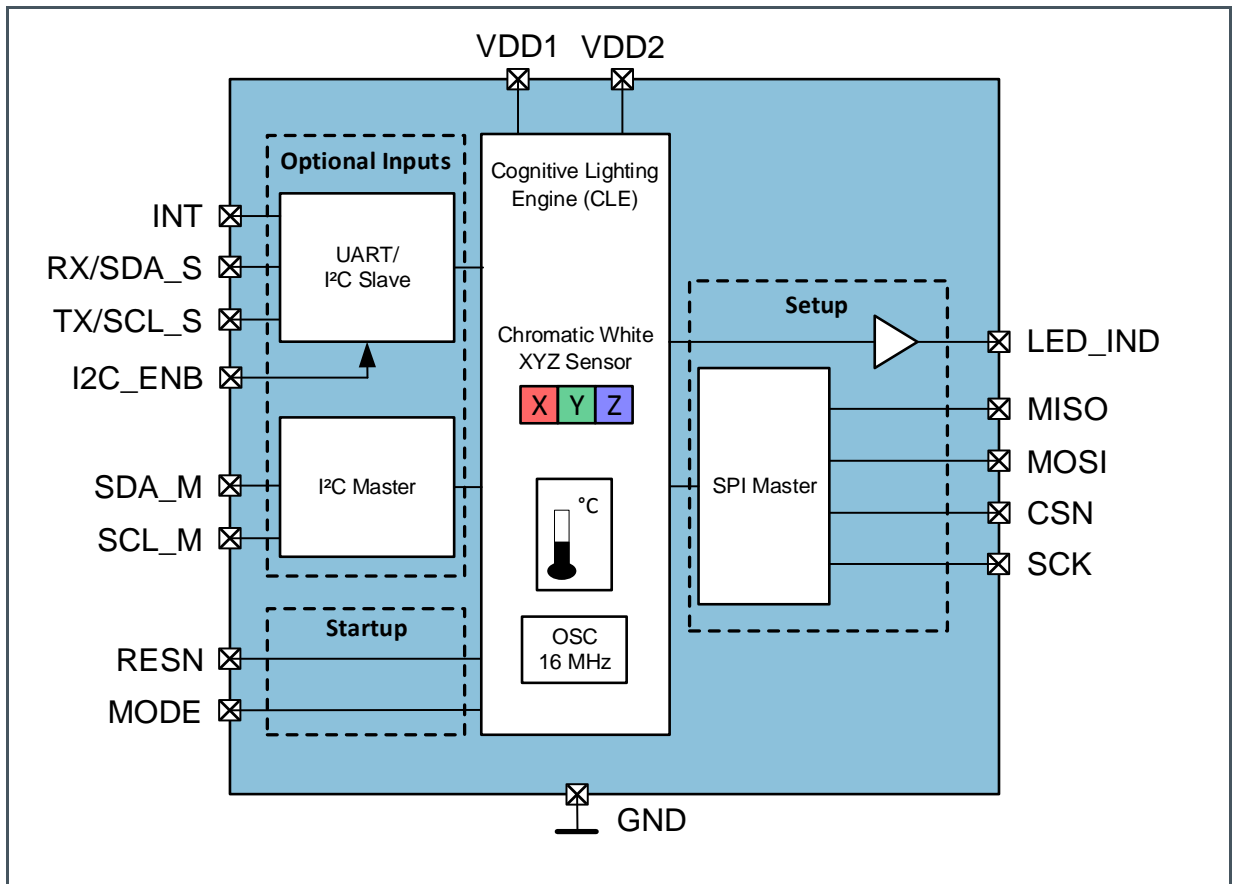 VDD1 VDD2
Optional Inputs
Cognitive Lighting
Engine (CLE)
INT
RX/SDA_S
TX/SCL_S
I2C_ENB
UART/
I²C Slave
SDA_M
SCL_M
I²C Master
Chromatic White
XYZ Sensor
X Y Z
°C
OSC
16 MHz
Startup
RESN
MODE
Setup
SPI Master
LED_IND
MISO
MOSI
CSN
SCK
GND